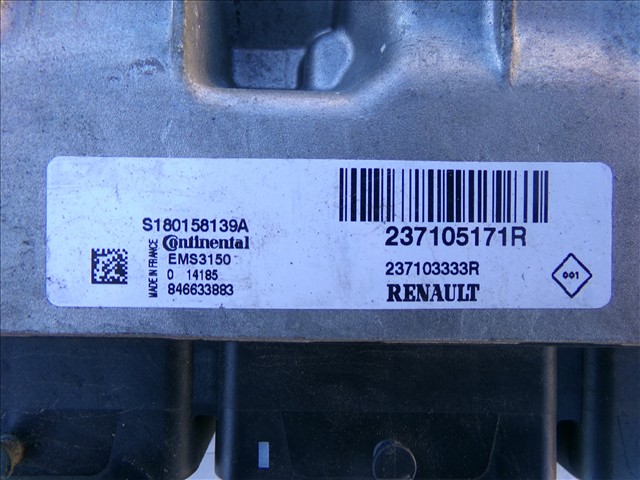 S180158139A
Continental
EMS3150
0 14185
846633883
MADE IN FRANCE
237105171R
237103333R
RENAULT
001